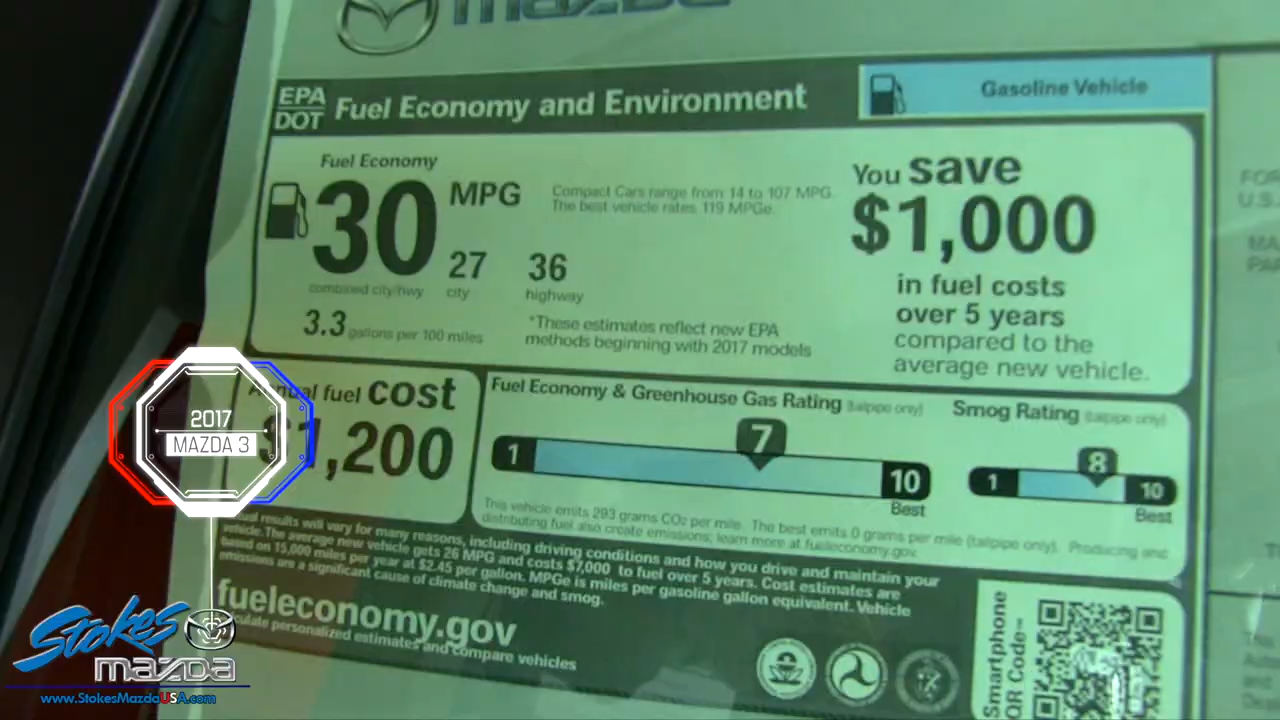 mazda
EPA
DOT
Fuel Economy and Environment
Gasoline Vehicle
Fuel Economy
30 MPG
Compact Cars range from 14 to 107 MPG.
The best vehicle rates 119 MPGe.
27 36
combined city/hwy city highway
3.3 gallons per 100 miles
*These estimates reflect new EPA
methods beginning with 2017 models
You save
$1,000
in fuel costs
over 5 years
compared to the
average new vehicle.
fuel cost
$1,200
Fuel Economy & Greenhouse Gas Rating (tailpipe only)
1 7 10
Best
Smog Rating (tailpipe only)
1 8 10
Best
This vehicle emits 293 grams CO2 per mile. The best emits 0 grams per mile (tailpipe only). Producing and
distributing fuel also create emissions; learn more at fueleconomy.gov.
results will vary for many reasons, including driving conditions and how you drive and maintain your
vehicle. The average new vehicle gets 26 MPG and costs $7,000 to fuel over 5 years. Cost estimates are
based on 15,000 miles per year at $2.45 per gallon. MPGe is miles per gasoline gallon equivalent. Vehicle
emissions are a significant cause of climate change and smog.
fueleconomy.gov
personalized estimates and compare vehicles
Smartphone
QR Code™
FOR
U.S.
2017
MAZDA 3
Stokes
mazda
www.StokesMazdaUSA.com